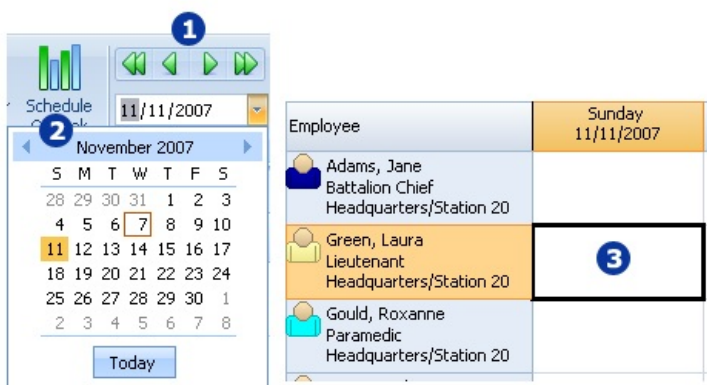 1
Schedule
11/11/2007
2
November 2007
S M T W T F S
28 29 30 31 1 2 3
4 5 6 7 8 9 10
11 12 13 14 15 16 17
18 19 20 21 22 23 24
25 26 27 28 29 30 1
2 3 4 5 6 7 8
Today
Employee
Sunday
11/11/2007
Adams, Jane
Battalion Chief
Headquarters/Station 20
Green, Laura
Lieutenant
Headquarters/Station 20
3
Gould, Roxanne
Paramedic
Headquarters/Station 20